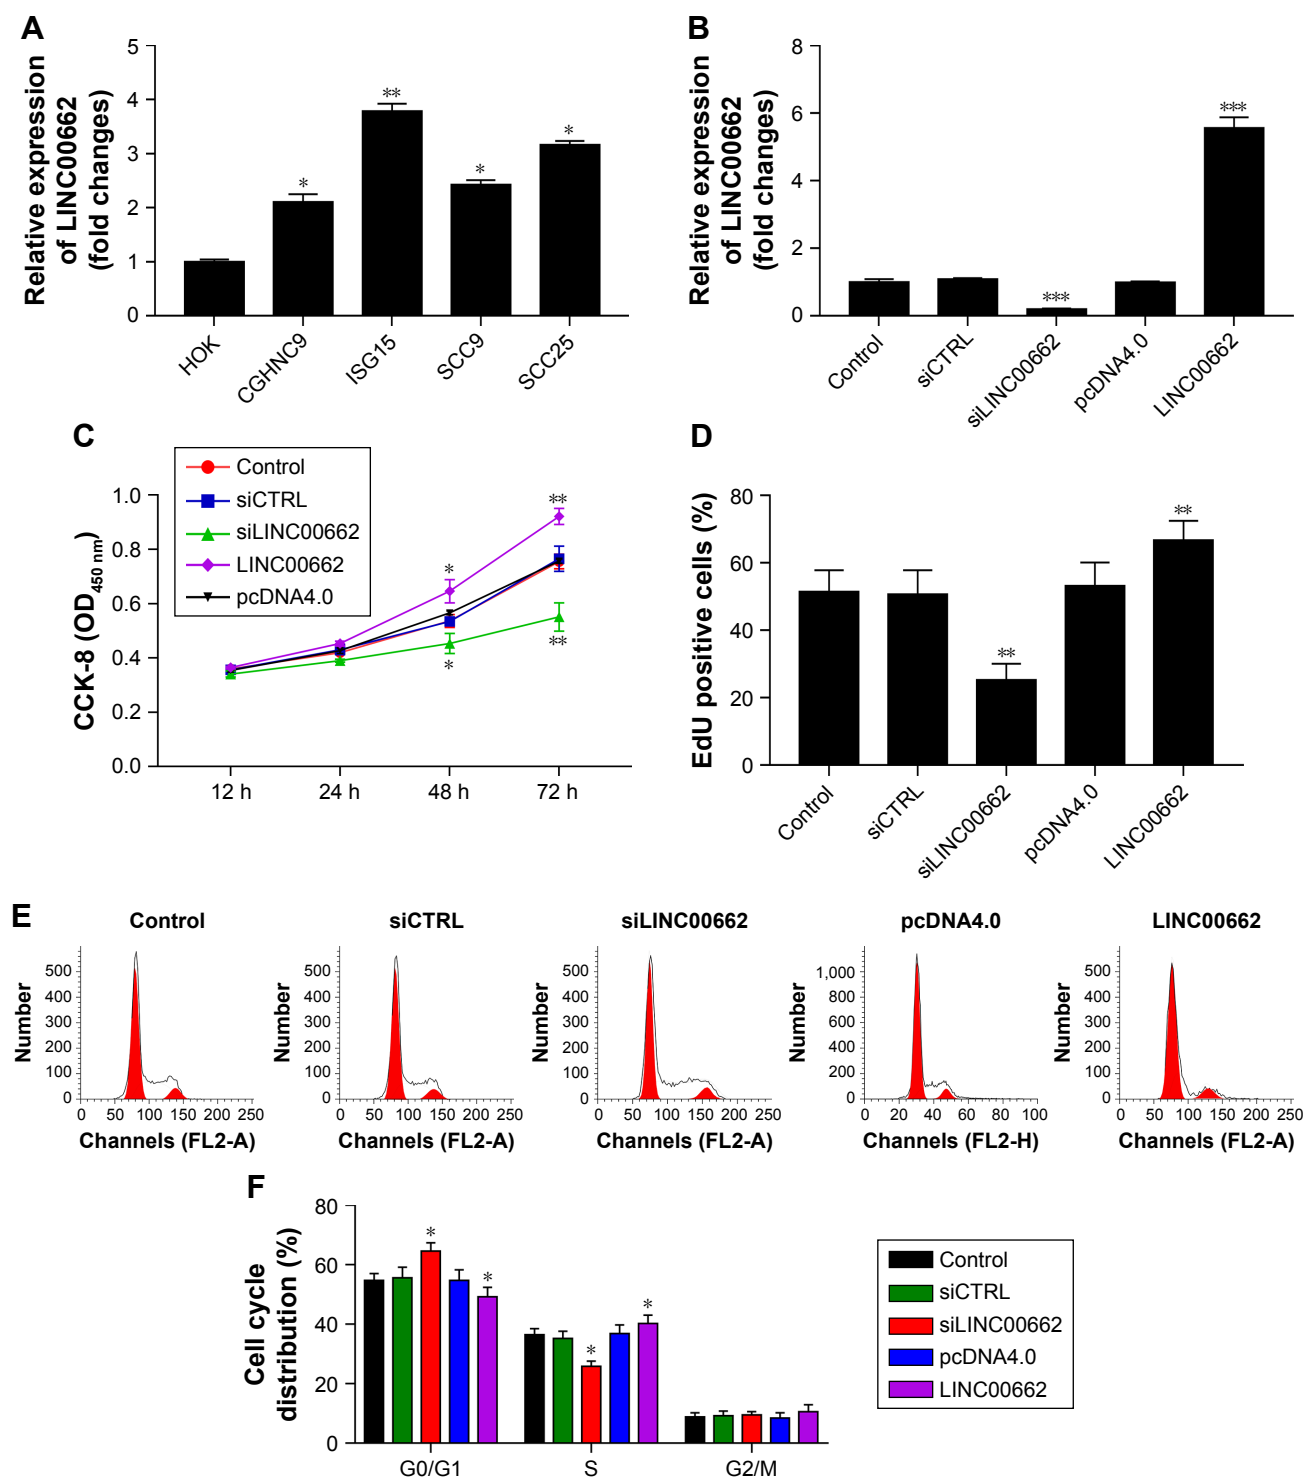 A
Relative expression
of LINC00662
(fold changes)
5
4
3
2
1
0
**
*
*
*
HOK
CGHNC9
ISG15
SCC9
SCC25
B
Relative expression
of LINC00662
(fold changes)
8
6
4
2
0
***
***
Control
siCTRL
siLINC00662
pcDNA4.0
LINC00662
C
Control
siCTRL
siLINC00662
LINC00662
pcDNA4.0
CCK-8 (OD450 nm)
1.0
0.8
0.6
0.4
0.2
0.0
**
*
*
**
12 h
24 h
48 h
72 h
D
EdU positive cells (%)
80
60
40
20
0
**
**
Control
siCTRL
siLINC00662
pcDNA4.0
LINC00662
E
Control
Number
500
400
300
200
100
0
0 50 100 150 200 250
Channels (FL2-A)
siCTRL
Number
500
400
300
200
100
0
0 50 100 150 200 250
Channels (FL2-A)
siLINC00662
Number
500
400
300
200
100
0
0 50 100 150 200 250
Channels (FL2-A)
pcDNA4.0
Number
1,000
800
600
400
200
0
0 20 40 60 80 100
Channels (FL2-H)
LINC00662
Number
500
400
300
200
100
0
0 50 100 150 200 250
Channels (FL2-A)
F
Cell cycle
distribution (%)
80
60
40
20
0
*
*
*
*
G0/G1
S
G2/M
Control
siCTRL
siLINC00662
pcDNA4.0
LINC00662